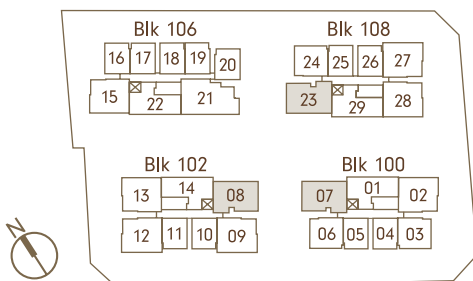 Blk 106 Blk 108
16 17 18 19 20 24 25 26 27
15 22 21 23 29 28
Blk 102 Blk 100
13 14 08 07 01 02
12 11 10 09 06 05 04 03
N